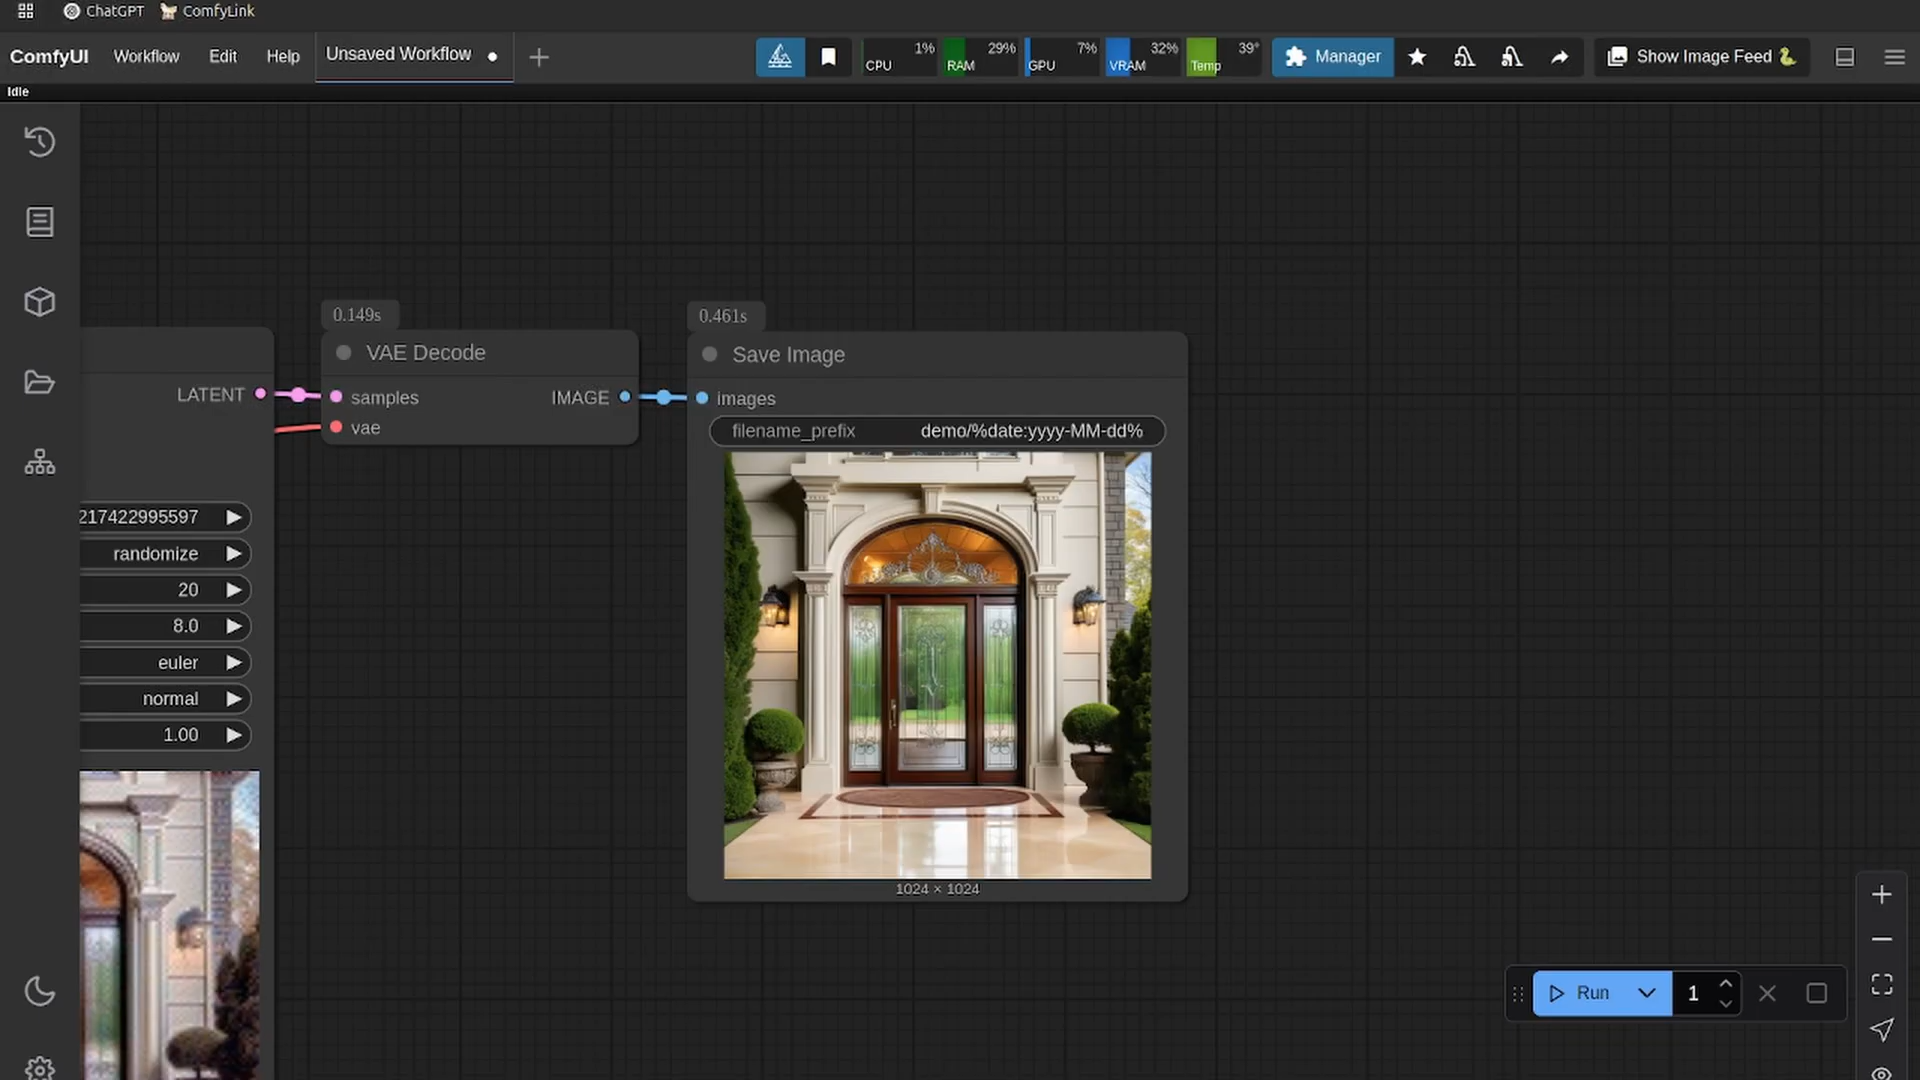 ChatGPT ComfyLink
ComfyUI Workflow Edit Help Unsaved Workflow
CPU 1% RAM 29% GPU 7% VRAM 32% Temp 39° Manager Show Image Feed
Idle
0.149s
0.461s
VAE Decode
Save Image
LATENT
samples IMAGE
images
vae
filename_prefix demo/%date:yyyy-MM-dd%
217422995597
randomize
20
8.0
euler
normal
1.00
1024 × 1024
Run 1